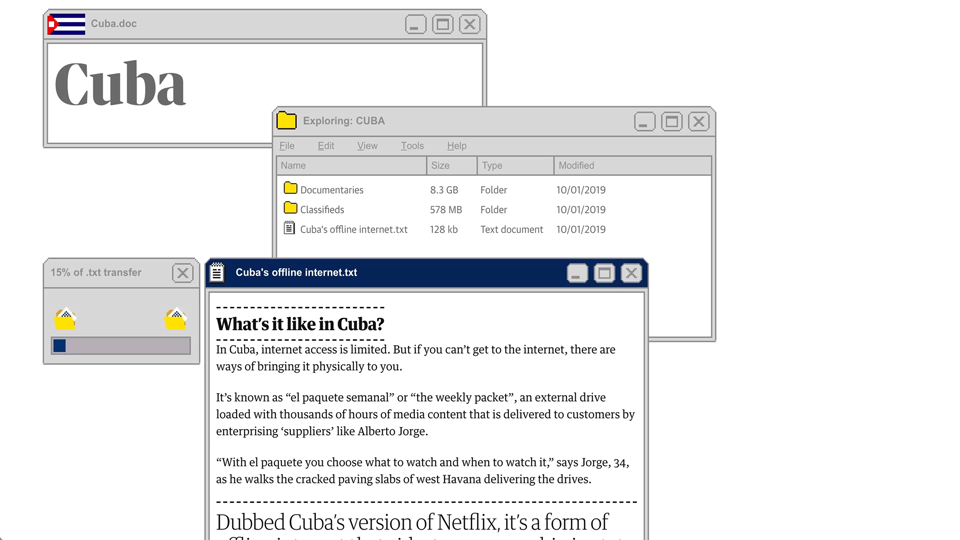 Cuba.doc
Cuba
Exploring: CUBA
File Edit View Tools Help
Name Size Type Modified
Documentaries 8.3 GB Folder 10/01/2019
Classifieds 578 MB Folder 10/01/2019
Cuba's offline internet.txt 128 kb Text document 10/01/2019
15% of .txt transfer
Cuba's offline internet.txt
What's it like in Cuba?
In Cuba, internet access is limited. But if you can't get to the internet, there are
ways of bringing it physically to you.
It's known as “el paquete semanal” or “the weekly packet”, an external drive
loaded with thousands of hours of media content that is delivered to customers by
enterprising ‘suppliers’ like Alberto Jorge.
“With el paquete you choose what to watch and when to watch it,” says Jorge, 34,
as he walks the cracked paving slabs of west Havana delivering the drives.
Dubbed Cuba's version of Netflix, it's a form of